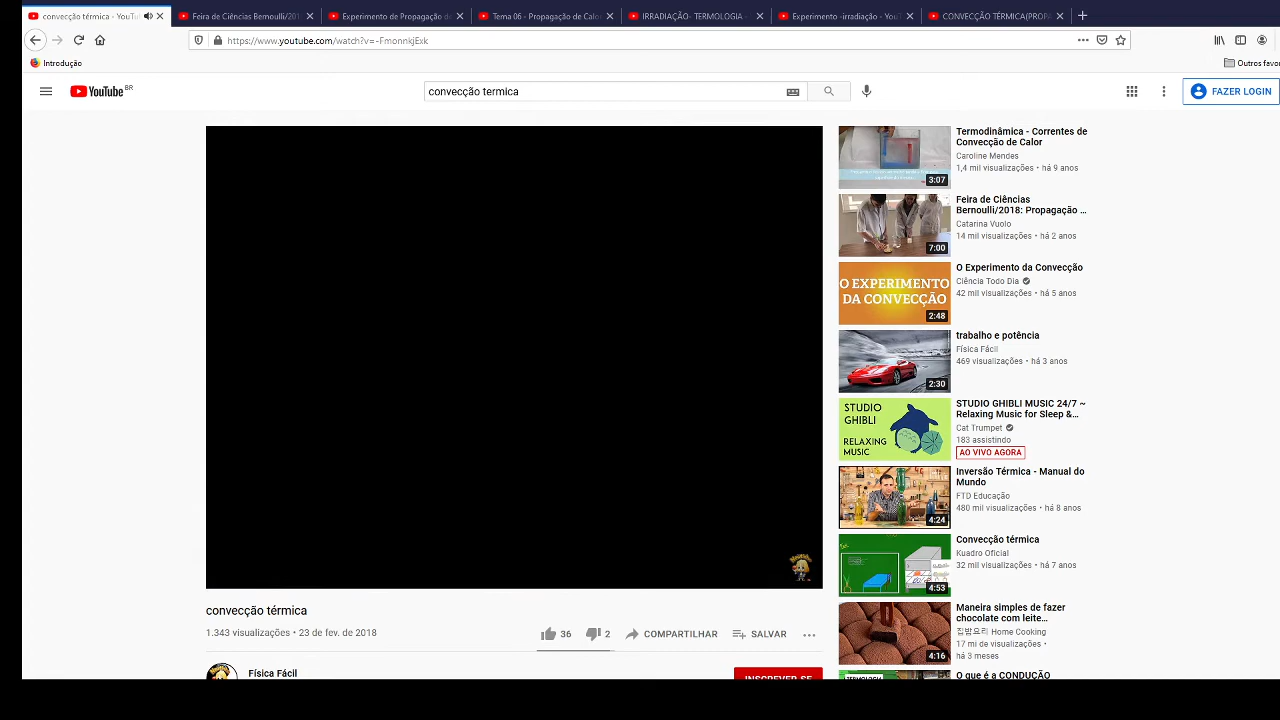 convecção térmica - YouTu
Feira de Ciências Bernoulli/201
Experimento de Propagação de
Tema 06 - Propagação de Calor
IRRADIAÇÃO- TERMOLOGIA -
Experimento -irradiação - YouT
CONVECÇÃO TÉRMICA(PROPA
https://www.youtube.com/watch?v=-FmonnkjExk
Introdução
Outros favor
YouTube BR
convecção termica
FAZER LOGIN
convecção térmica
1.343 visualizações • 23 de fev. de 2018
36
2
COMPARTILHAR
SALVAR
Física Fácil
INSCREVER-SE
3:07
Termodinâmica - Correntes de
Convecção de Calor
Caroline Mendes
1,4 mil visualizações • há 9 anos
7:00
Feira de Ciências
Bernoulli/2018: Propagação ...
Catarina Vuolo
14 mil visualizações • há 2 anos
O EXPERIMENTO
DA CONVECÇÃO
2:48
O Experimento da Convecção
Ciência Todo Dia
42 mil visualizações • há 5 anos
2:30
trabalho e potência
Física Fácil
469 visualizações • há 3 anos
STUDIO
GHIBLI
RELAXING
MUSIC
STUDIO GHIBLI MUSIC 24/7 ~
Relaxing Music for Sleep &...
Cat Trumpet
183 assistindo
AO VIVO AGORA
4:24
Inversão Térmica - Manual do
Mundo
FTD Educação
480 mil visualizações • há 8 anos
4:53
Convecção térmica
Kuadro Oficial
32 mil visualizações • há 7 anos
4:16
Maneira simples de fazer
chocolate com leite...
집밥요리 Home Cooking
17 mi de visualizações •
há 3 meses
TERMOLOGIA
O que é a CONDUÇÃO